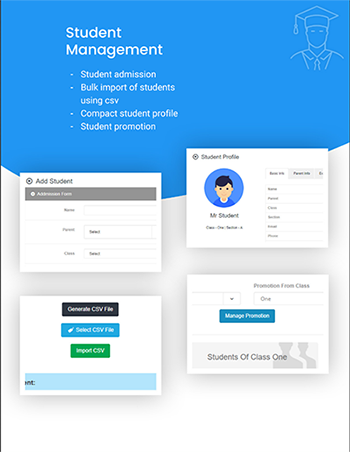 Student
Management
- Student admission
- Bulk import of students
using csv
- Compact student profile
- Student promotion
Add Student
Addmission Form
Name
Parent
Select
Class
Select
Student Profile
Mr Student
Class - One | Section - a
Basic Info
Parent Info
Name
Parent
Class
Section
Email
Phone
Generate CSV File
Select CSV File
Import CSV
ent:
Promotion From Class
One
Manage Promotion
Students Of Class One